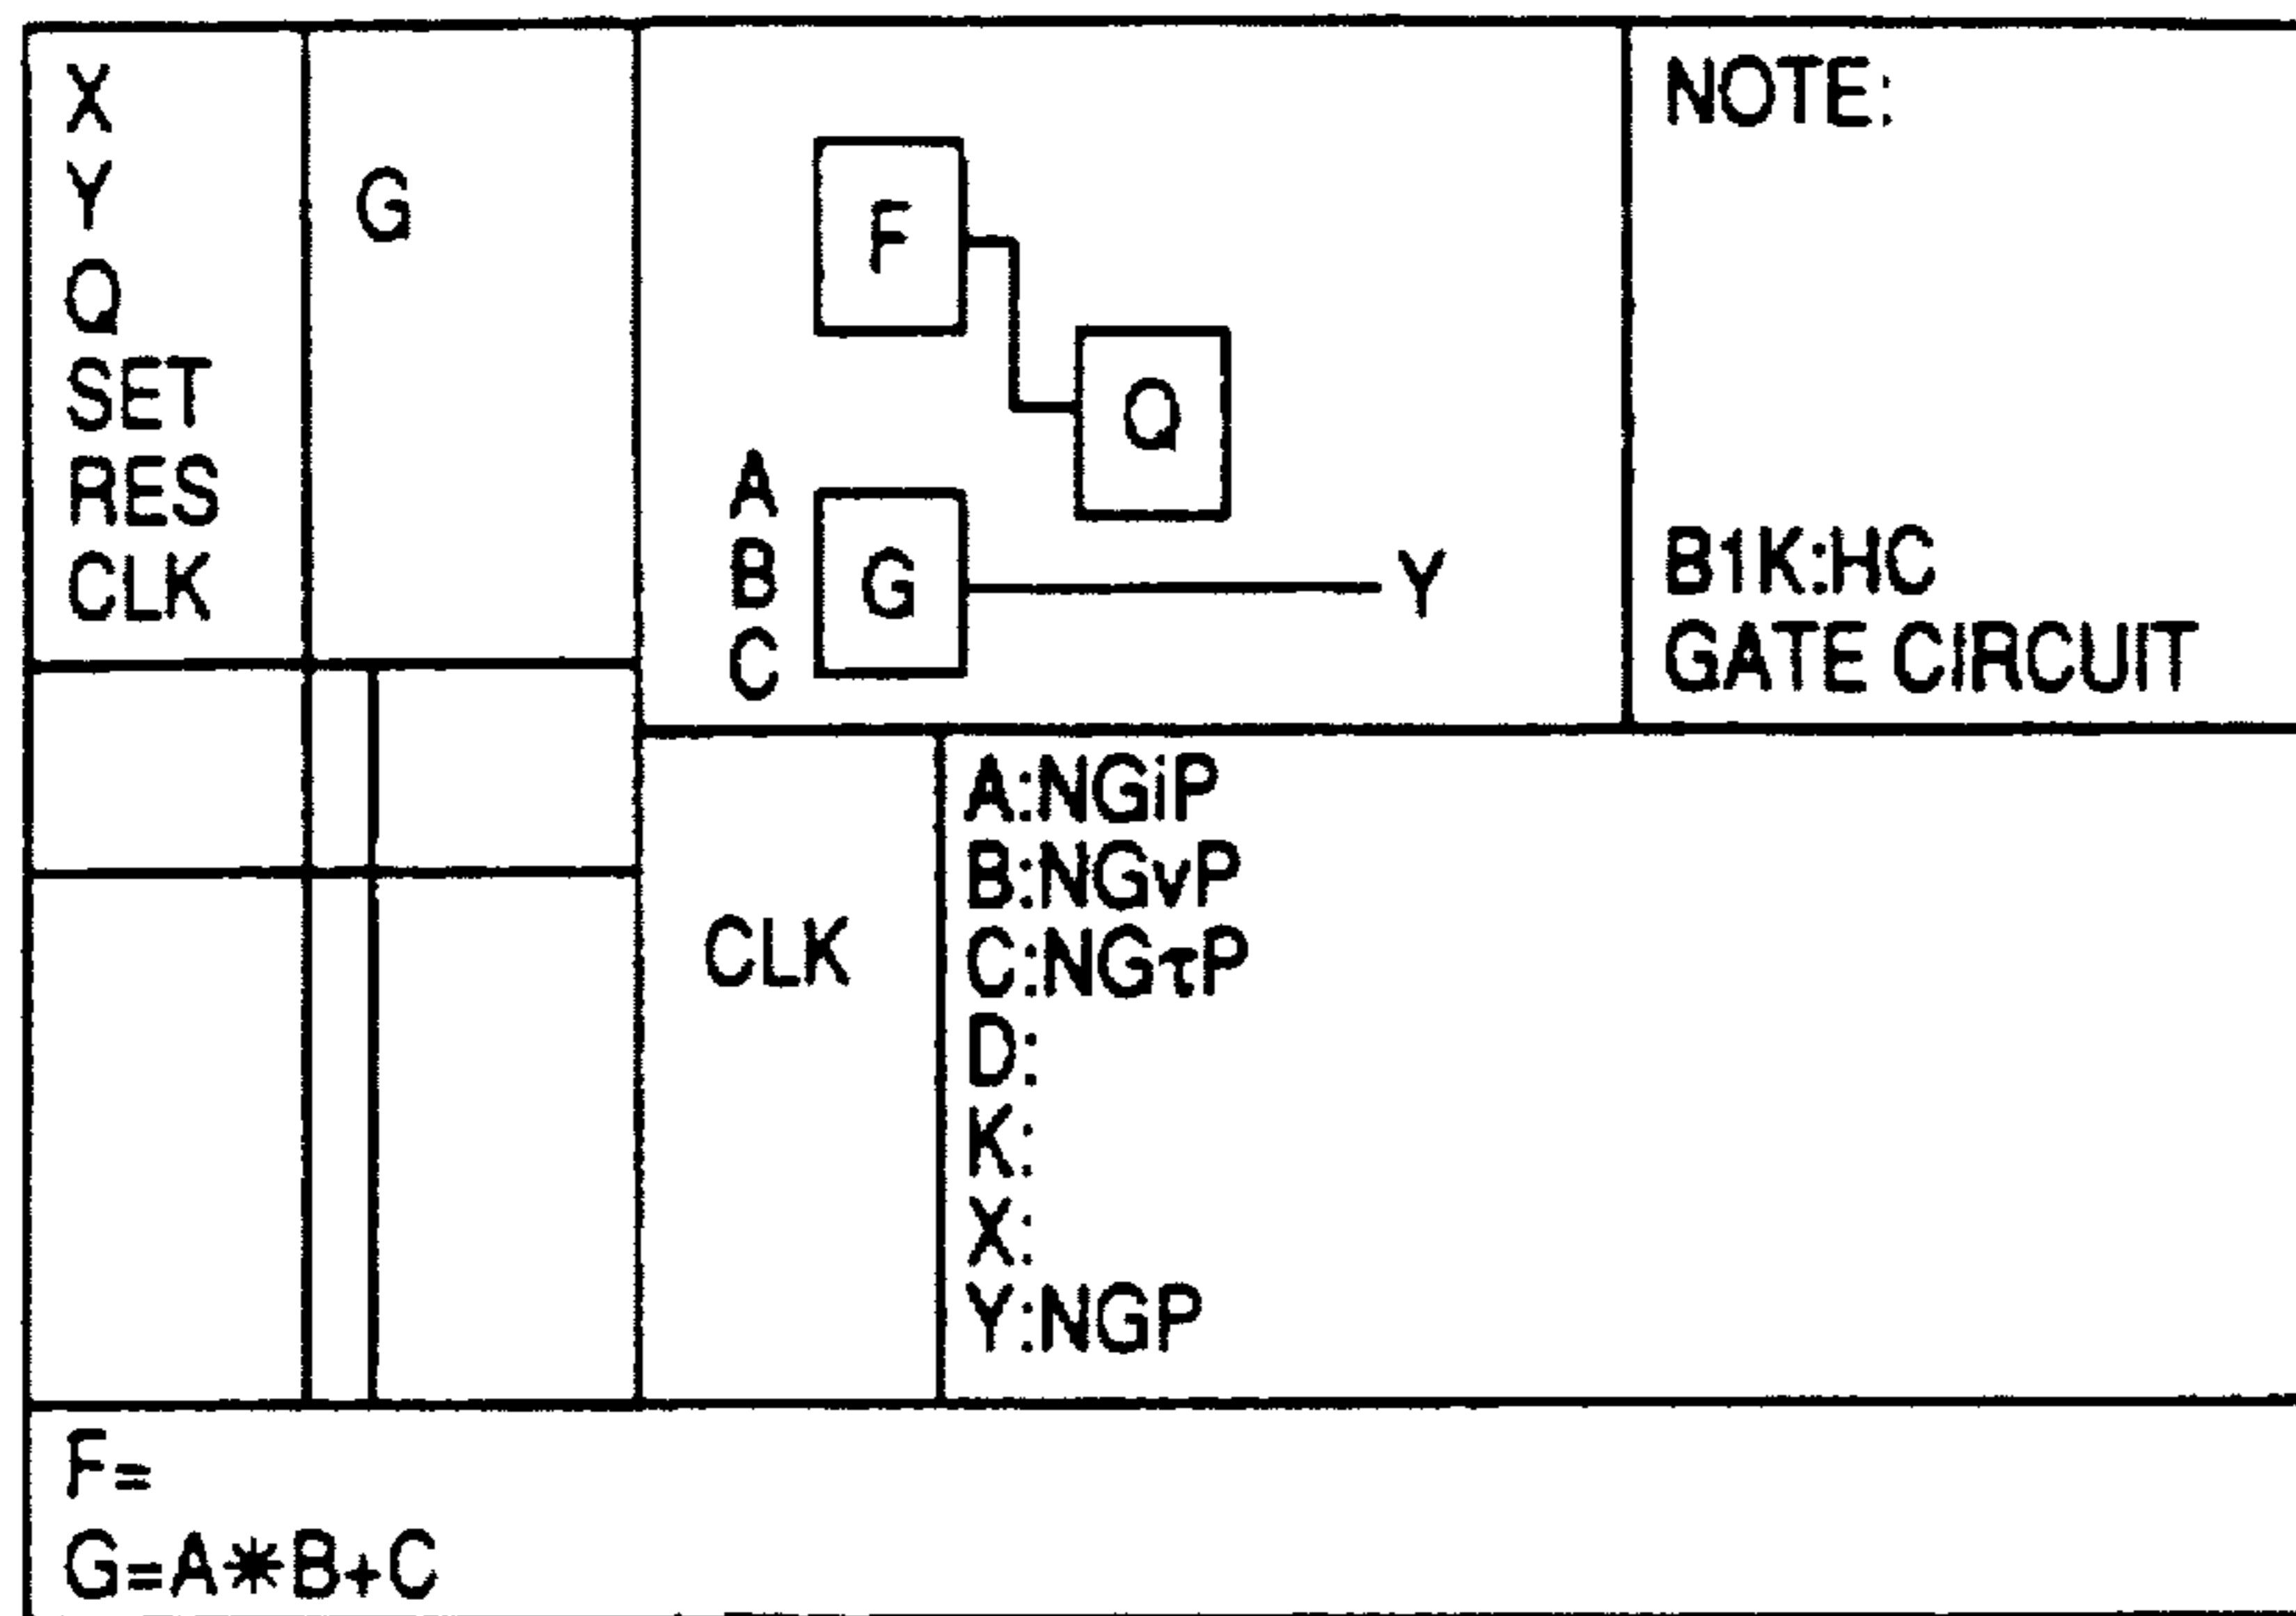 X
Y
Q
SET
RES
CLK
G
F
Q
A
B
C
G
Y
NOTE:
B1K:HC
GATE CIRCUIT
CLK
A:NGiP
B:NGvP
C:NGτP
D:
K:
X:
Y:NGP
F=
G=A*B+C